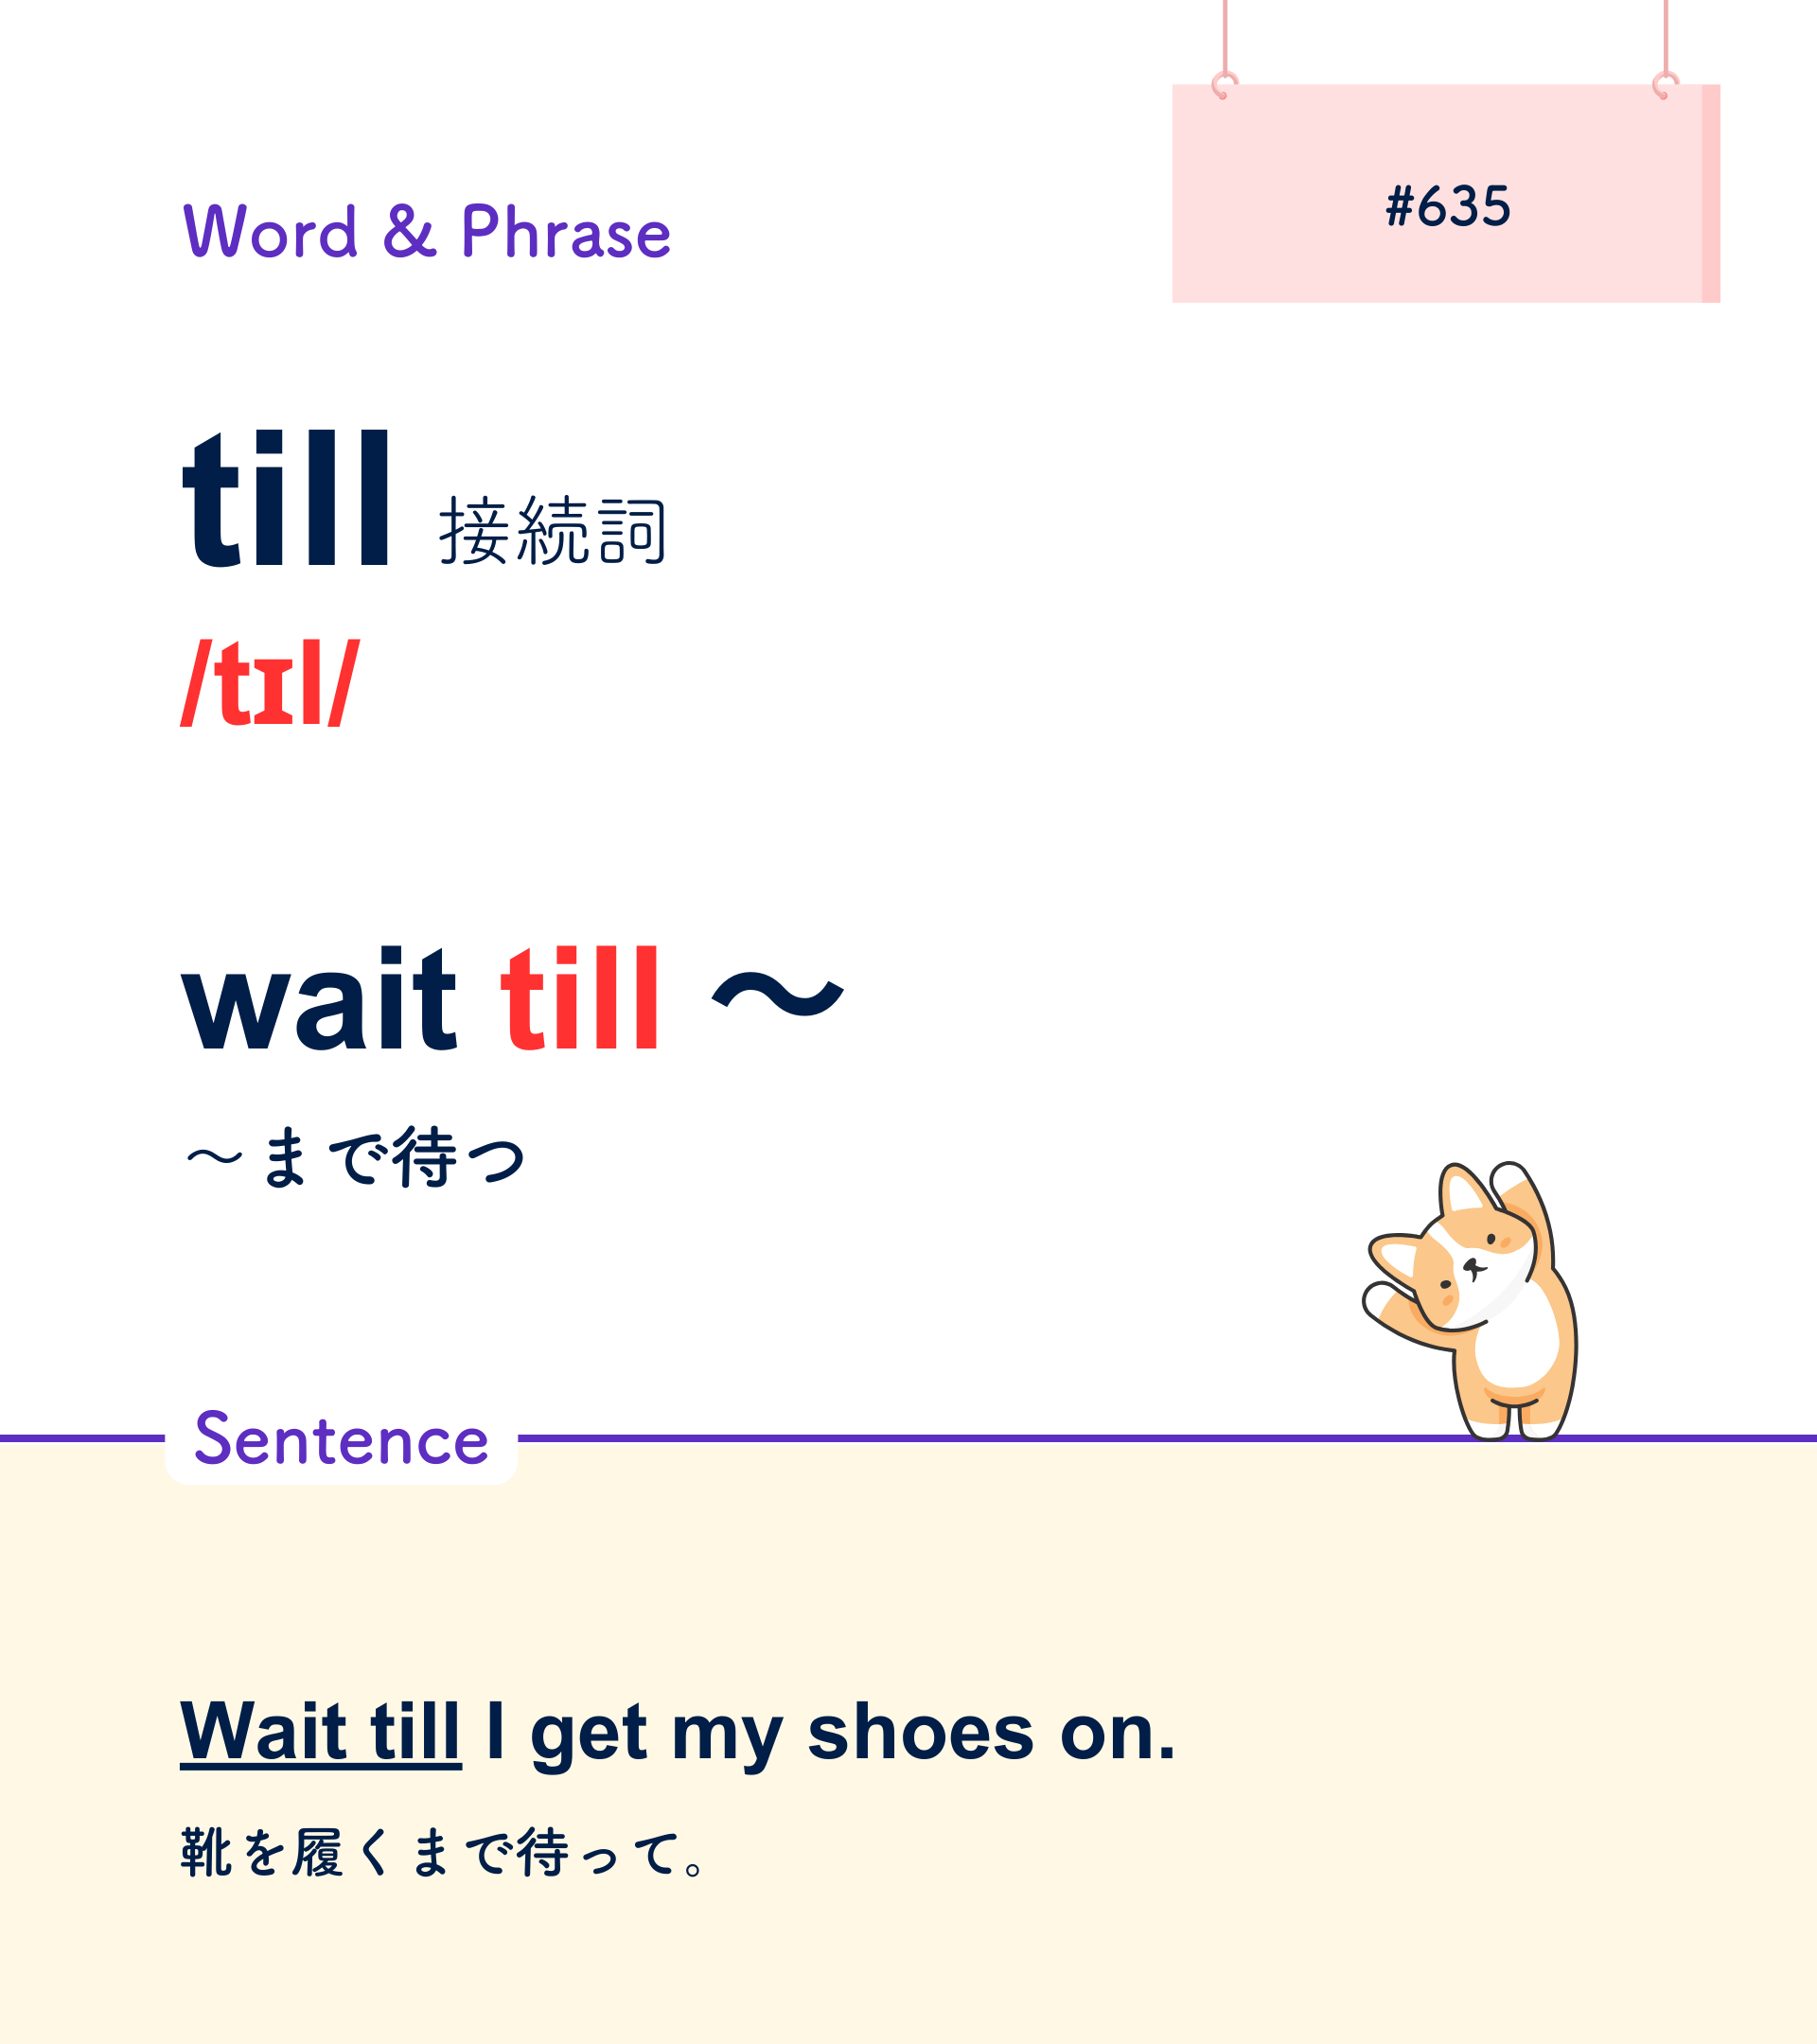 #635
Word & Phrase
till 接続詞
/tɪl/
wait till 〜
〜まで待つ
Sentence
Wait till I get my shoes on.
靴を履くまで待って。